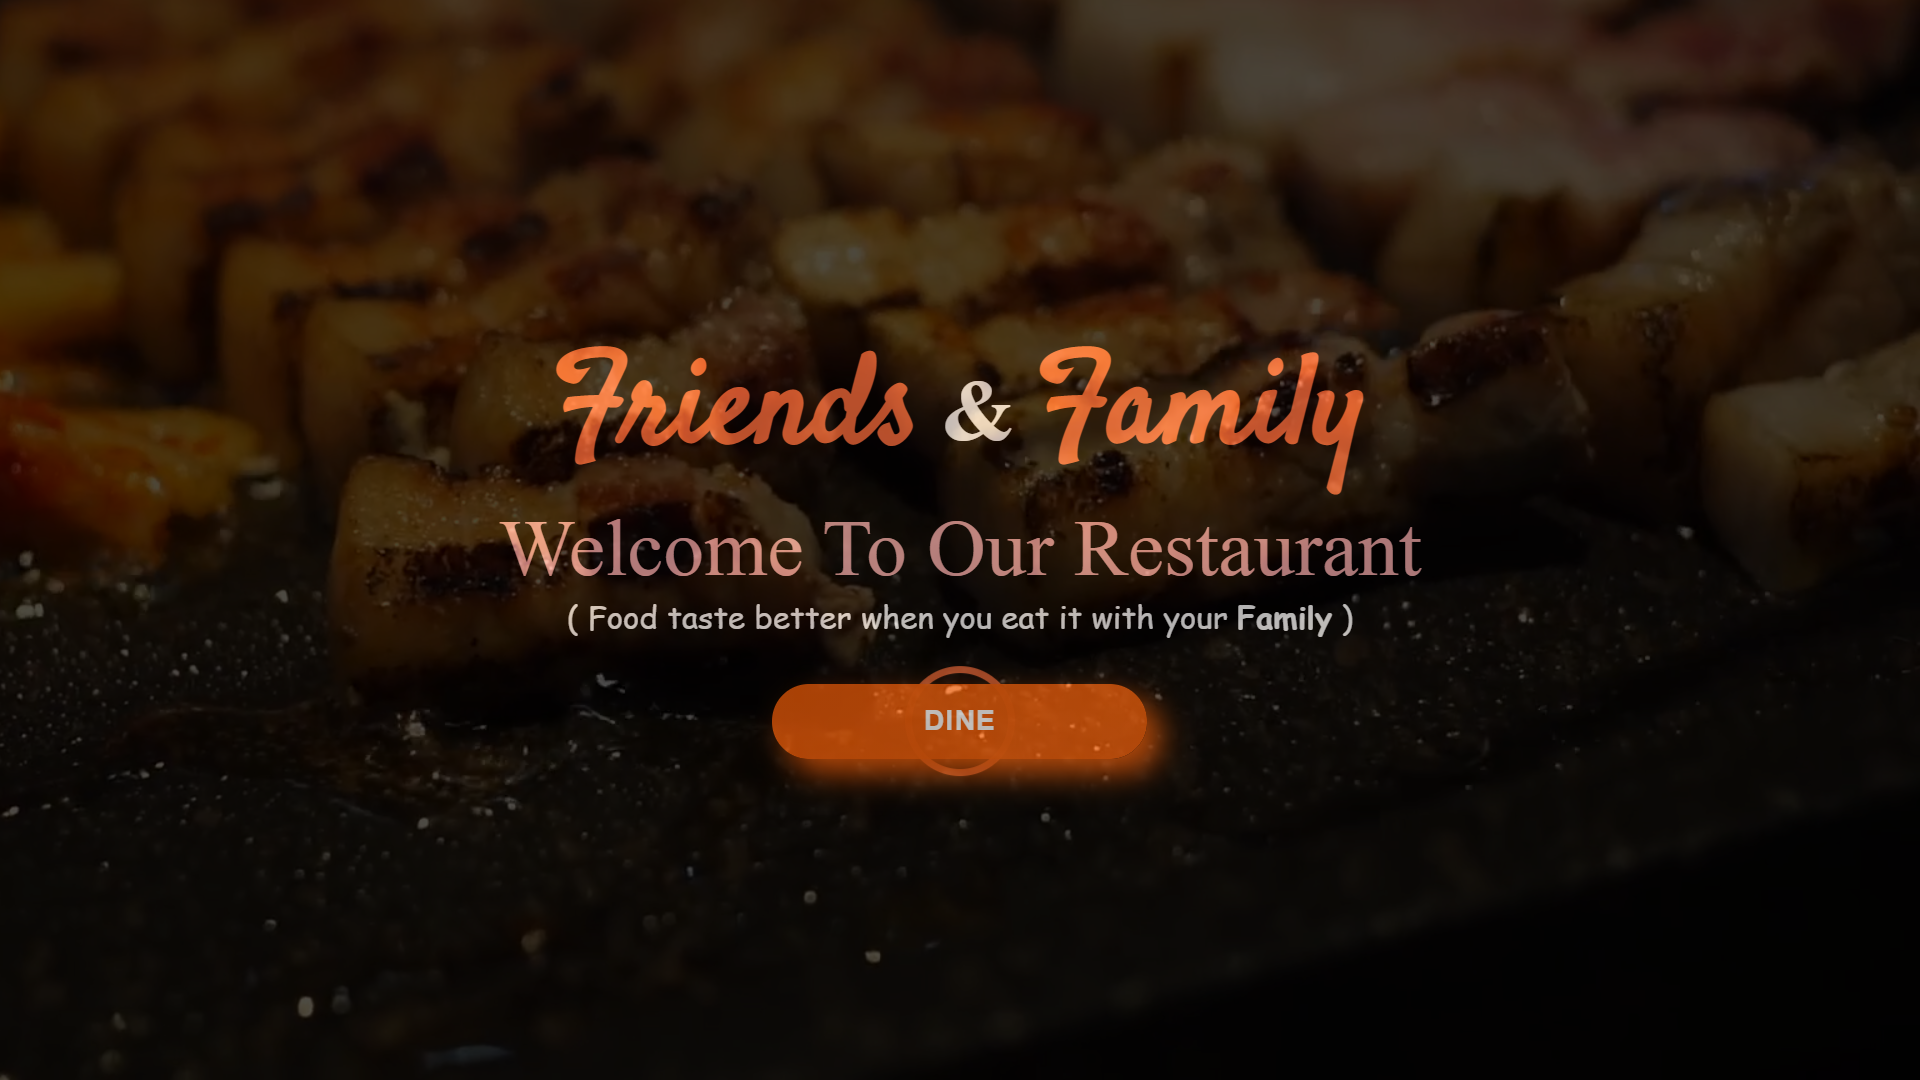 Friends & Family
Welcome To Our Restaurant
( Food taste better when you eat it with your Family )
DINE